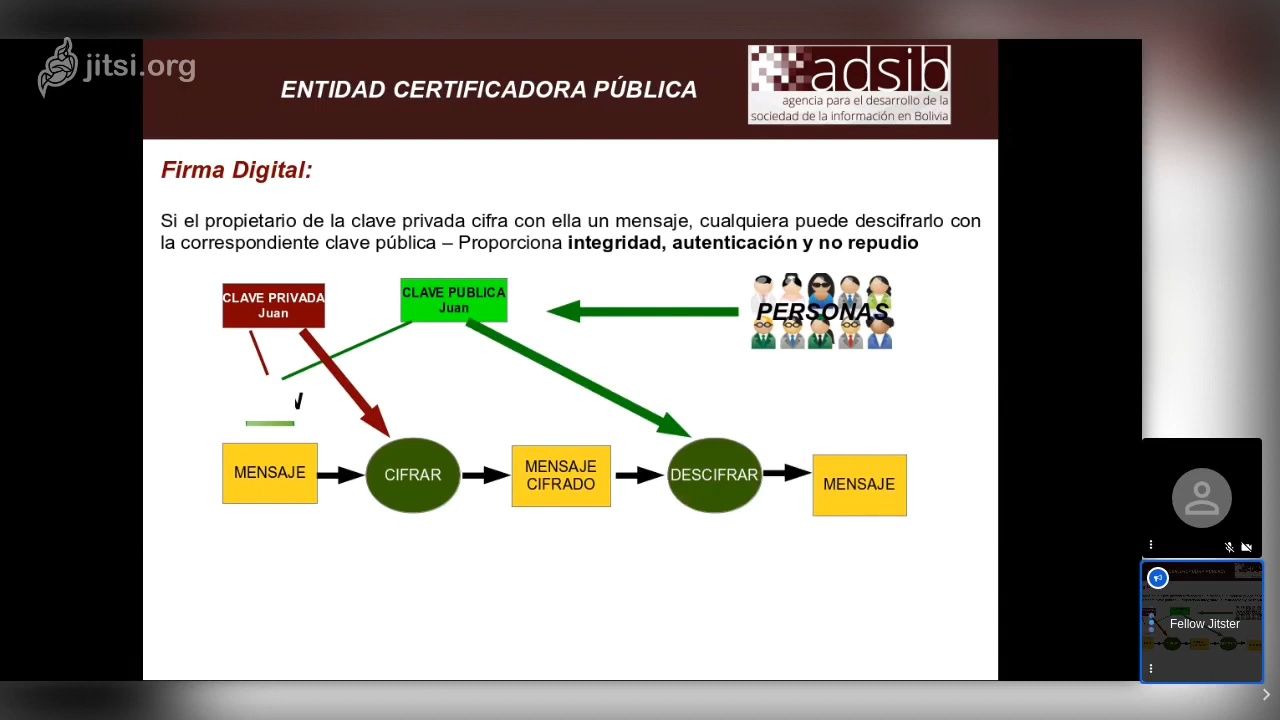 jitsi.org
ENTIDAD CERTIFICADORA PÚBLICA
adsib
agencia para el desarrollo de la
sociedad de la información en Bolivia
Firma Digital:
Si el propietario de la clave privada cifra con ella un mensaje, cualquiera puede descifrarlo con
la correspondiente clave pública – Proporciona integridad, autenticación y no repudio
CLAVE PRIVADA
Juan
CLAVE PUBLICA
Juan
PERSONAS
MENSAJE
CIFRAR
MENSAJE
CIFRADO
DESCIFRAR
MENSAJE
Fellow Jitster